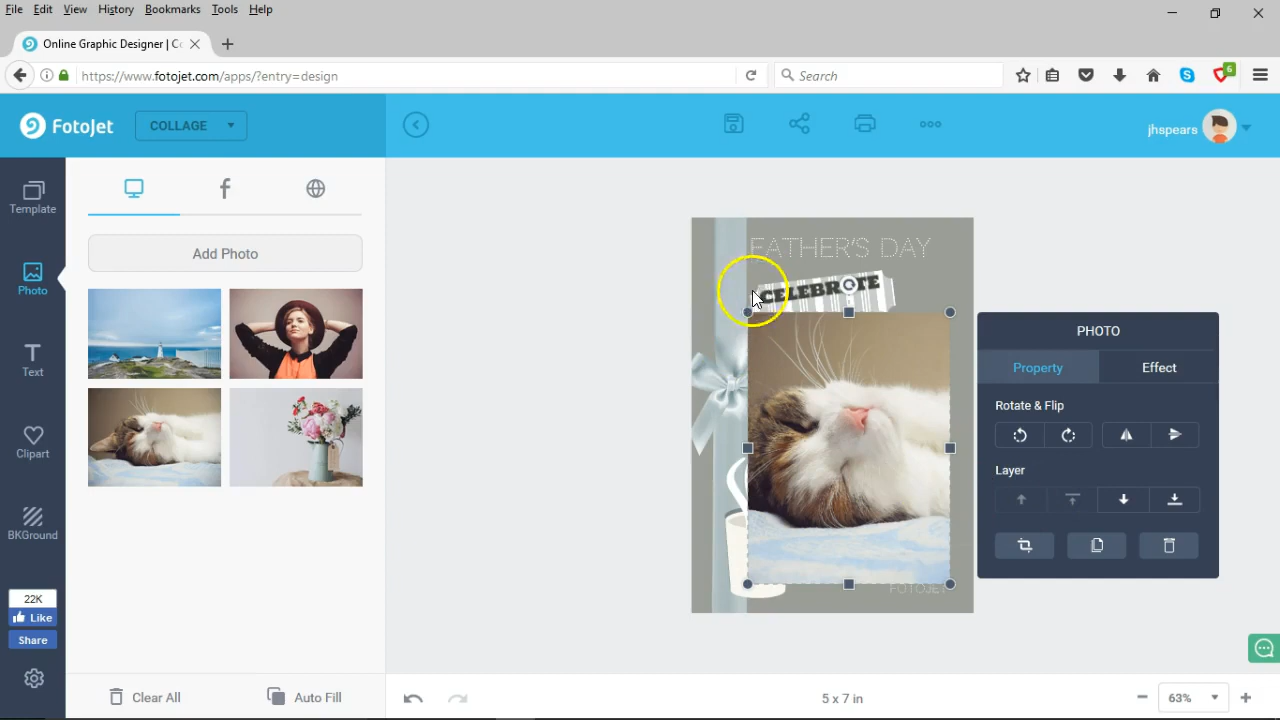 File Edit View History Bookmarks Tools Help
Online Graphic Designer | C
https://www.fotojet.com/apps/?entry=design
Search
6
FotoJet
COLLAGE
jhspears
Template
Photo
Text
Clipart
BKGround
22K
Like
Share
Add Photo
Clear All
Auto Fill
FATHER'S DAY
CELEBRATE
FOTOJET
PHOTO
Property
Effect
Rotate & Flip
Layer
5 x 7 in
63%